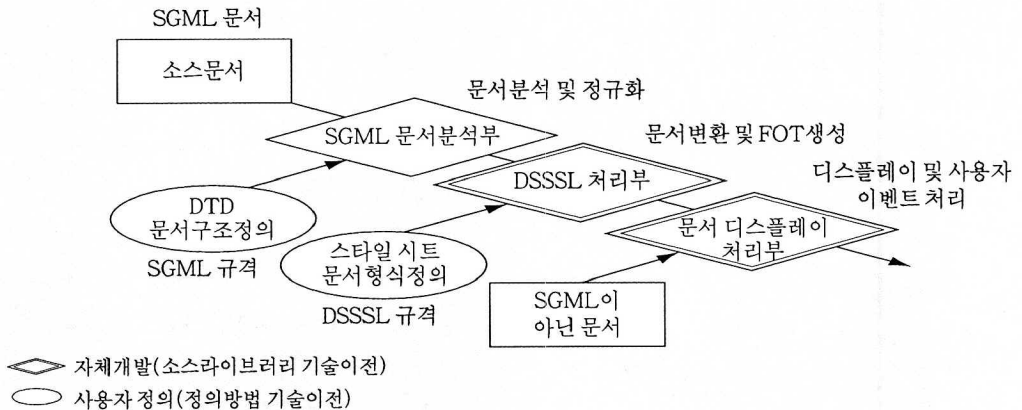 SGML 문서
소스문서
문서분석 및 정규화
SGML 문서분석부
문서변환 및 FOT생성
DSSSL 처리부
디스플레이 및 사용자
이벤트 처리
DTD
문서구조정의
SGML 규격
문서 디스플레이
처리부
스타일 시트
문서형식정의
DSSSL 규격
SGML이
아닌 문서
자체개발(소스라이브러리 기술이전)
사용자 정의(정의방법 기술이전)